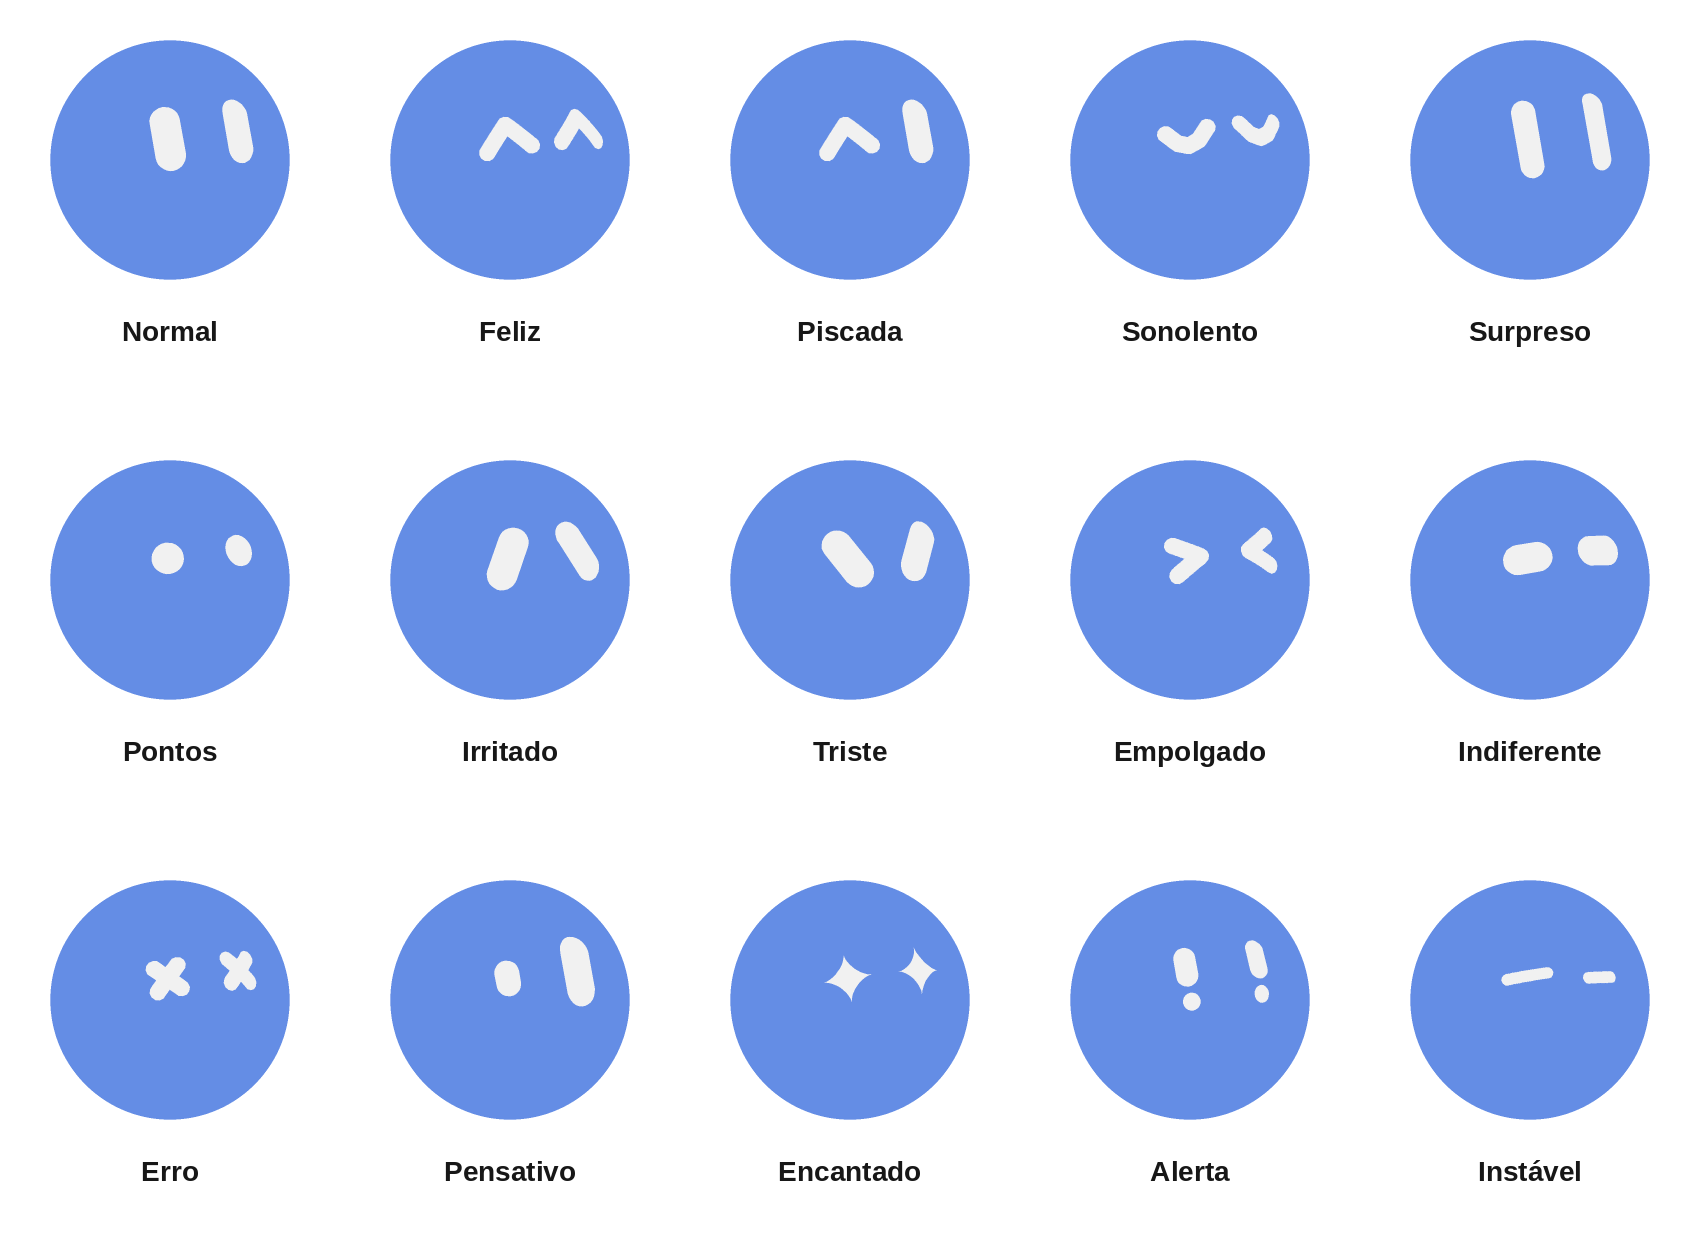 Normal
Feliz
Piscada
Sonolento
Surpreso
Pontos
Irritado
Triste
Empolgado
Indiferente
Erro
Pensativo
Encantado
Alerta
Instável